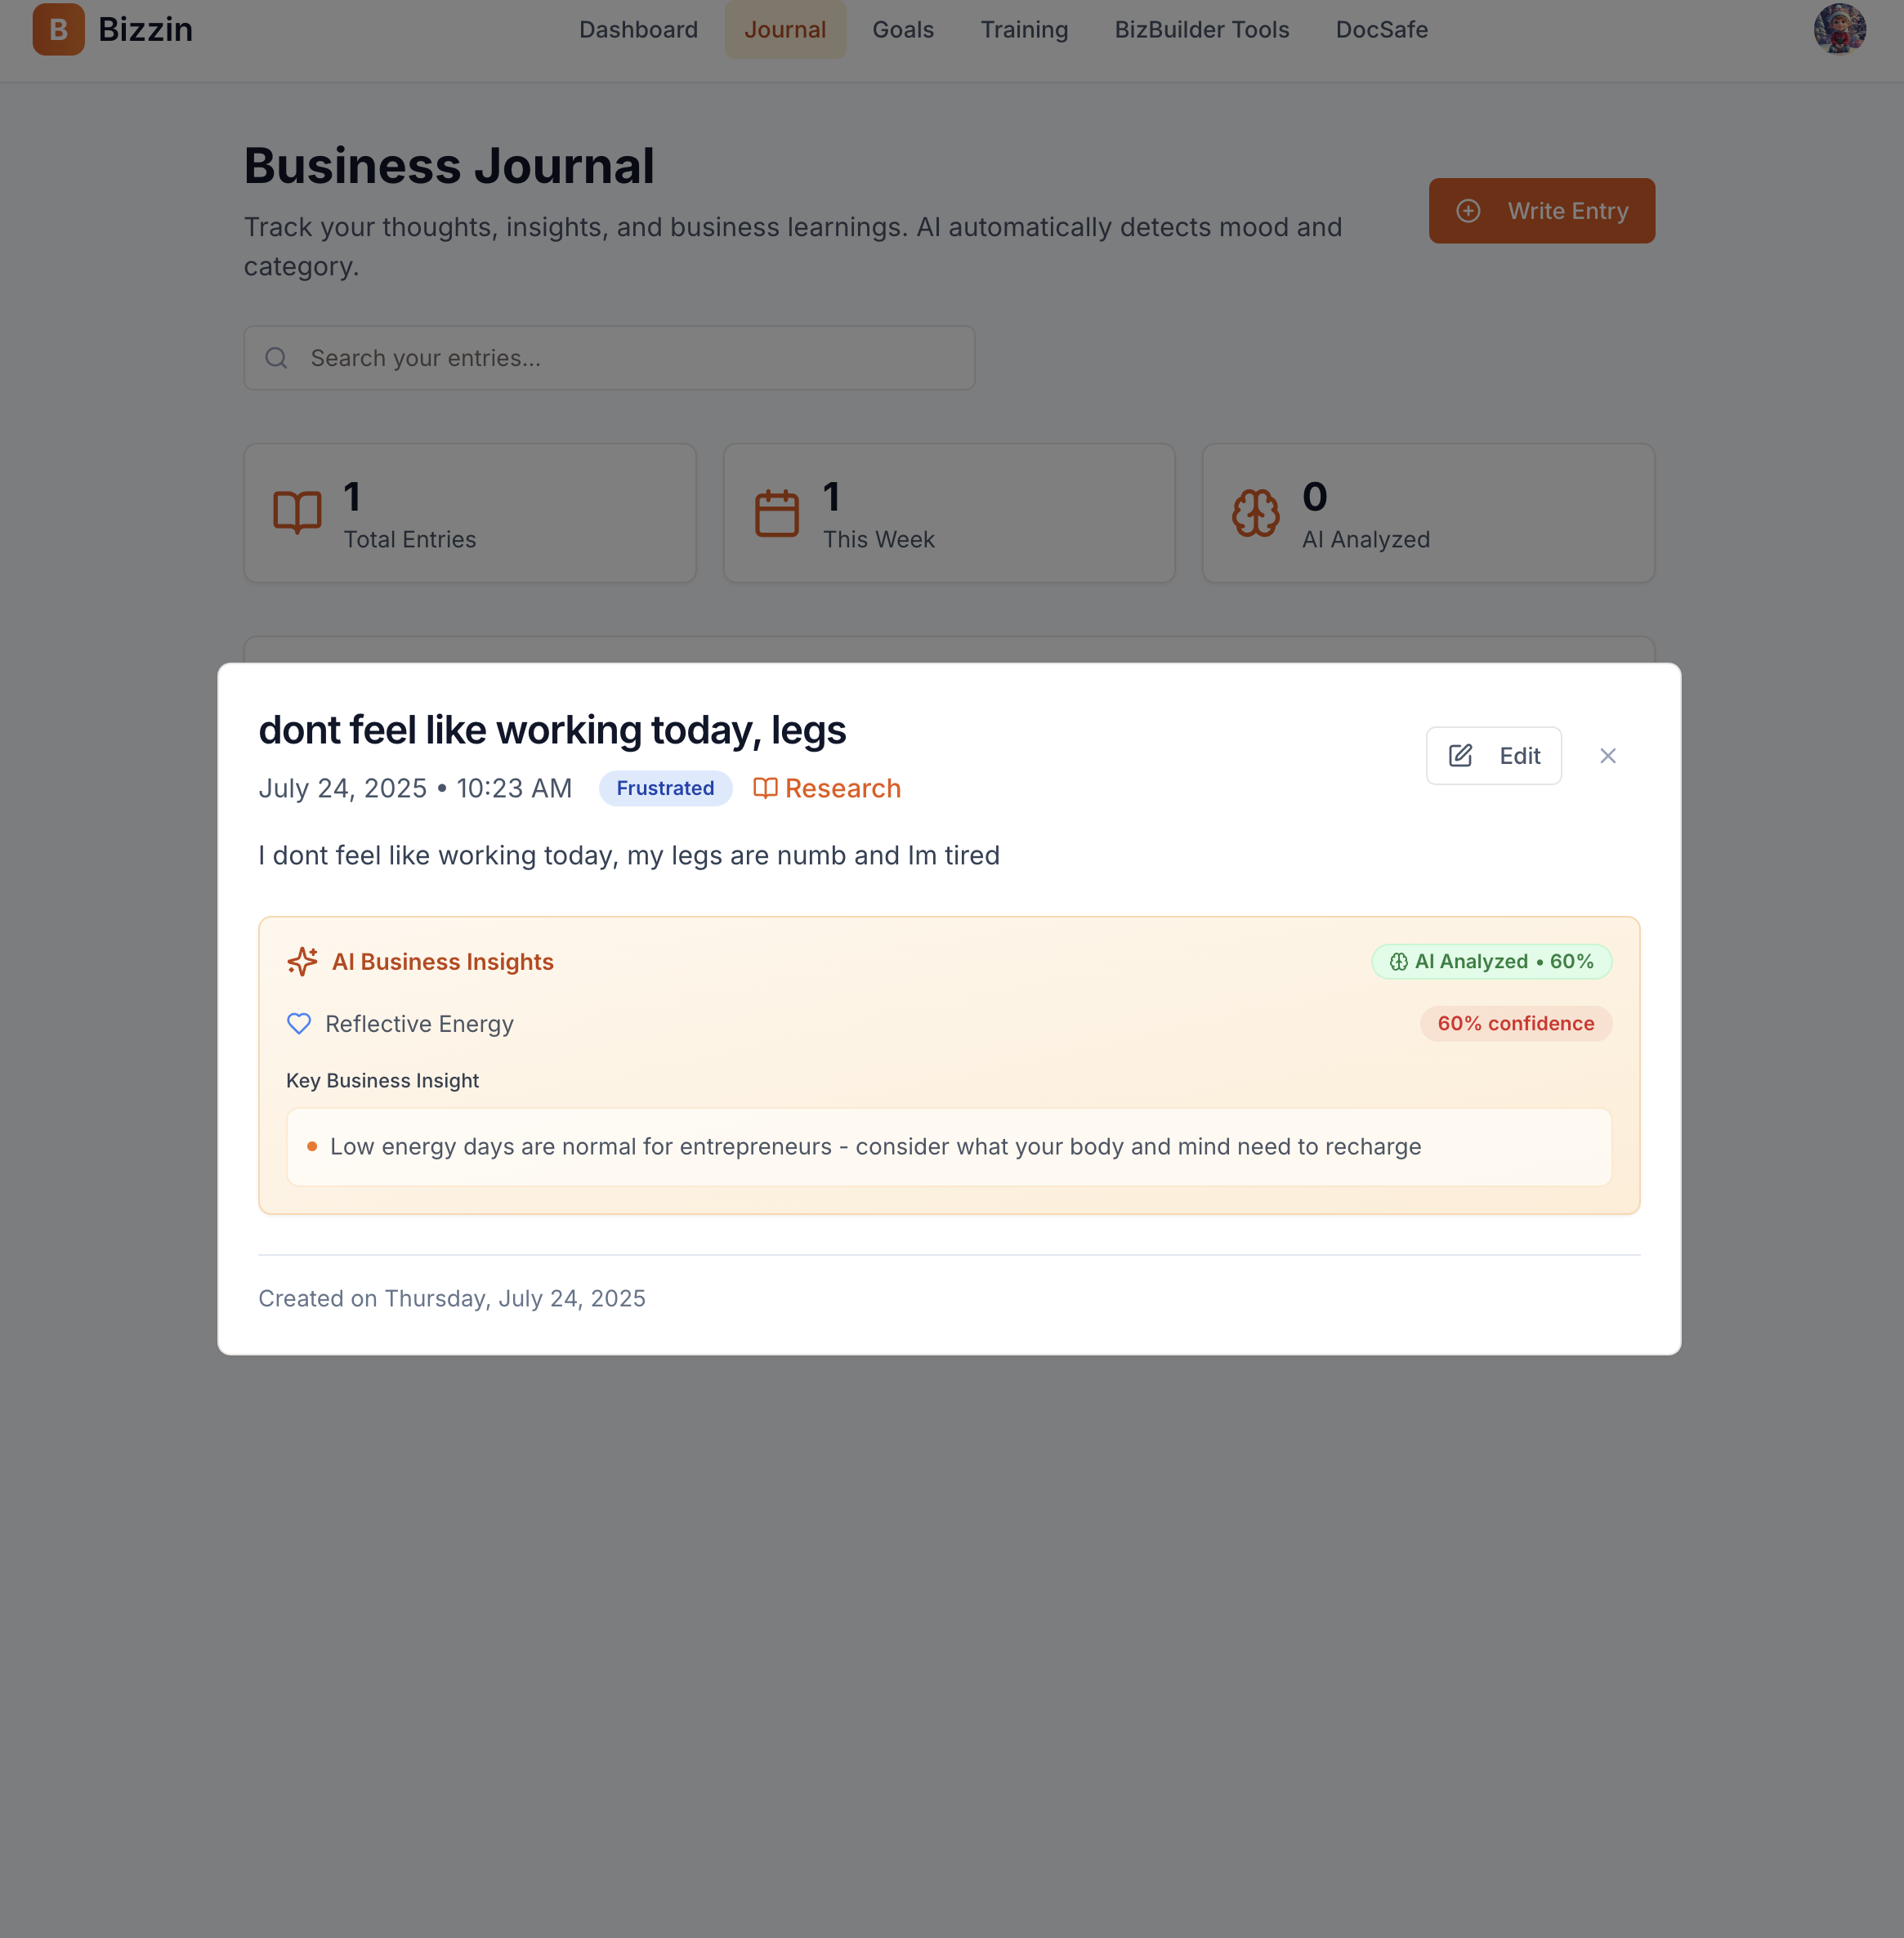 B Bizzin
Dashboard Journal Goals Training BizBuilder Tools DocSafe
Business Journal
Track your thoughts, insights, and business learnings. AI automatically detects mood and
category.
Write Entry
Search your entries...
1
Total Entries
1
This Week
0
AI Analyzed
dont feel like working today, legs
Edit
July 24, 2025 • 10:23 AM Frustrated Research
I dont feel like working today, my legs are numb and Im tired
AI Business Insights
AI Analyzed • 60%
Reflective Energy
60% confidence
Key Business Insight
• Low energy days are normal for entrepreneurs - consider what your body and mind need to recharge
Created on Thursday, July 24, 2025